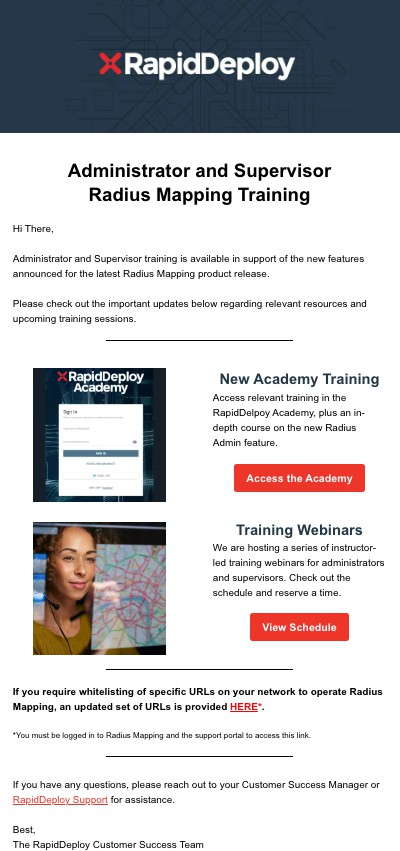 RapidDeploy
Administrator and Supervisor
Radius Mapping Training
Hi There,
Administrator and Supervisor training is available in support of the new features
announced for the latest Radius Mapping product release.
Please check out the important updates below regarding relevant resources and
upcoming training sessions.
RapidDeploy
Academy
Sign in
SIGN IN
New Academy Training
Access relevant training in the
RapidDelpoy Academy, plus an in-
depth course on the new Radius
Admin feature.
Access the Academy
Training Webinars
We are hosting a series of instructor-
led training webinars for administrators
and supervisors. Check out the
schedule and reserve a time.
View Schedule
If you require whitelisting of specific URLs on your network to operate Radius
Mapping, an updated set of URLs is provided HERE*.
*You must be logged in to Radius Mapping and the support portal to access this link.
If you have any questions, please reach out to your Customer Success Manager or
RapidDeploy Support for assistance.
Best,
The RapidDeploy Customer Success Team